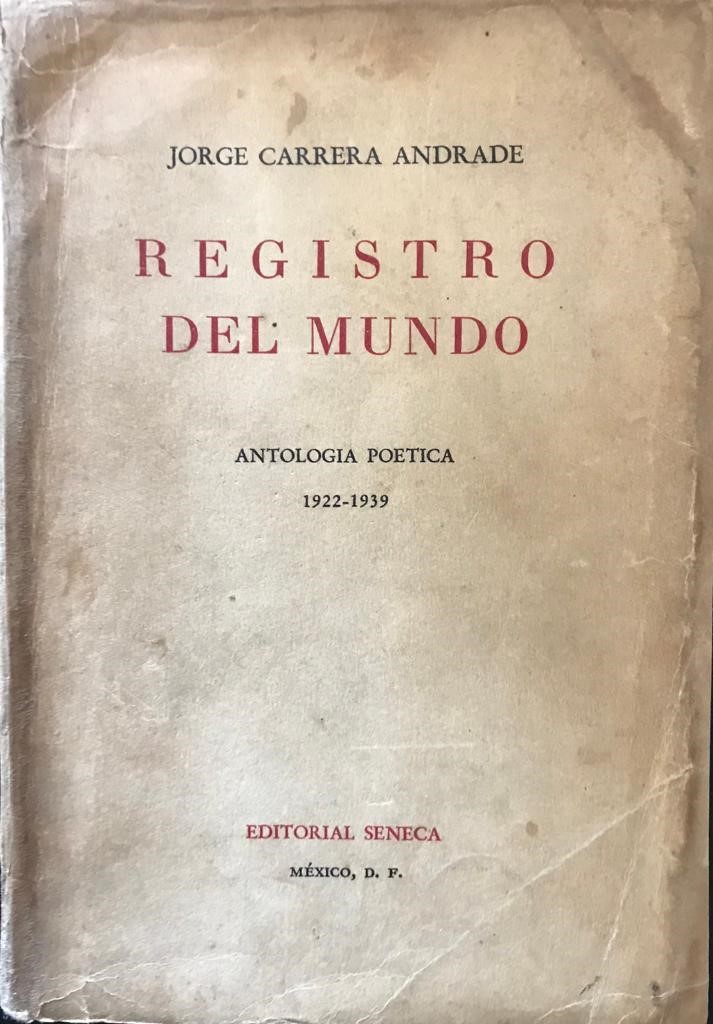 JORGE CARRERA ANDRADE
REGISTRO
DEL MUNDO
ANTOLOGIA POETICA
1922-1939
EDITORIAL SENECA
MÉXICO, D. F.